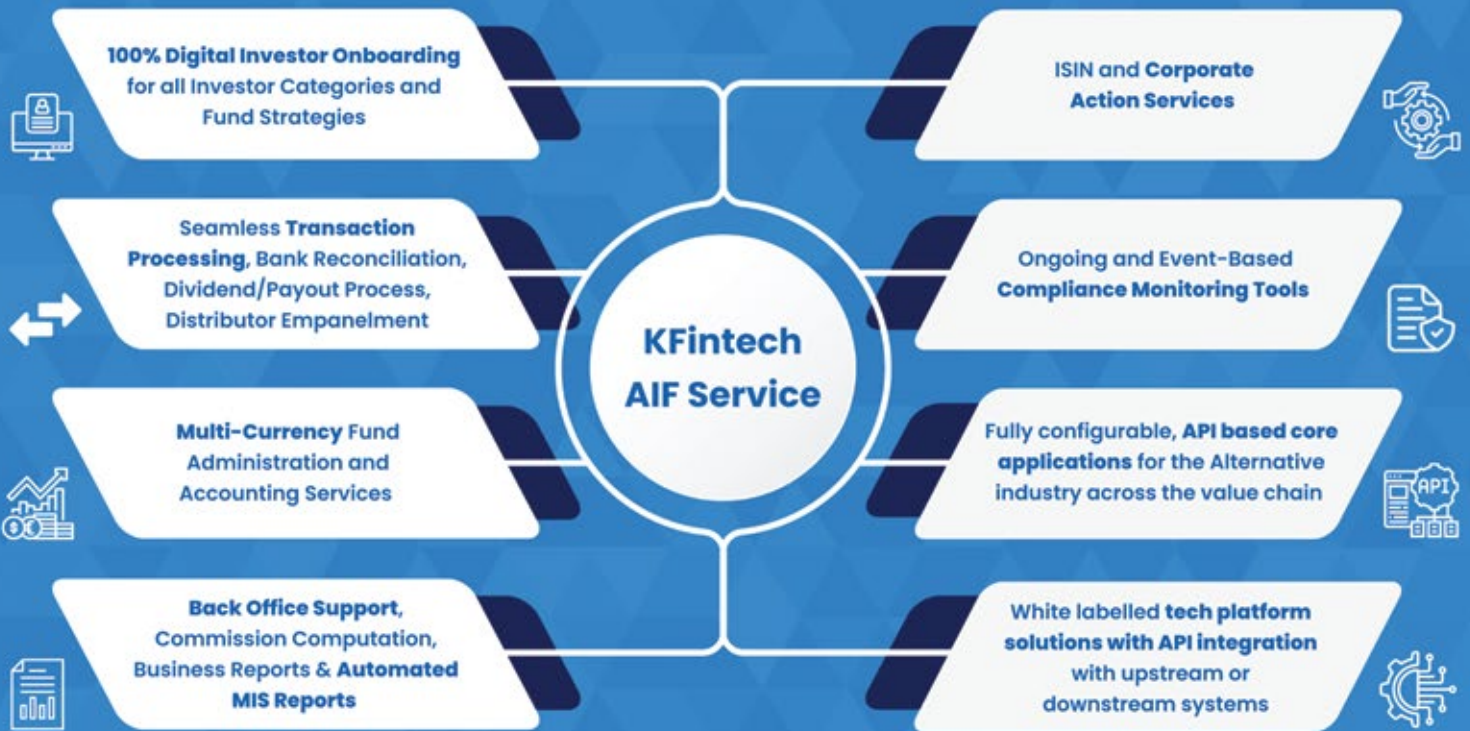 100% Digital Investor Onboarding
for all Investor Categories and
Fund Strategies
Seamless Transaction
Processing, Bank Reconciliation,
Dividend/Payout Process,
Distributor Empanelment
Multi-Currency Fund
Administration and
Accounting Services
Back Office Support,
Commission Computation,
Business Reports & Automated
MIS Reports
KFintech
AIF Service
ISIN and Corporate
Action Services
Ongoing and Event-Based
Compliance Monitoring Tools
Fully configurable, API based core
applications for the Alternative
industry across the value chain
API
White labelled tech platform
solutions with API integration
with upstream or
downstream systems